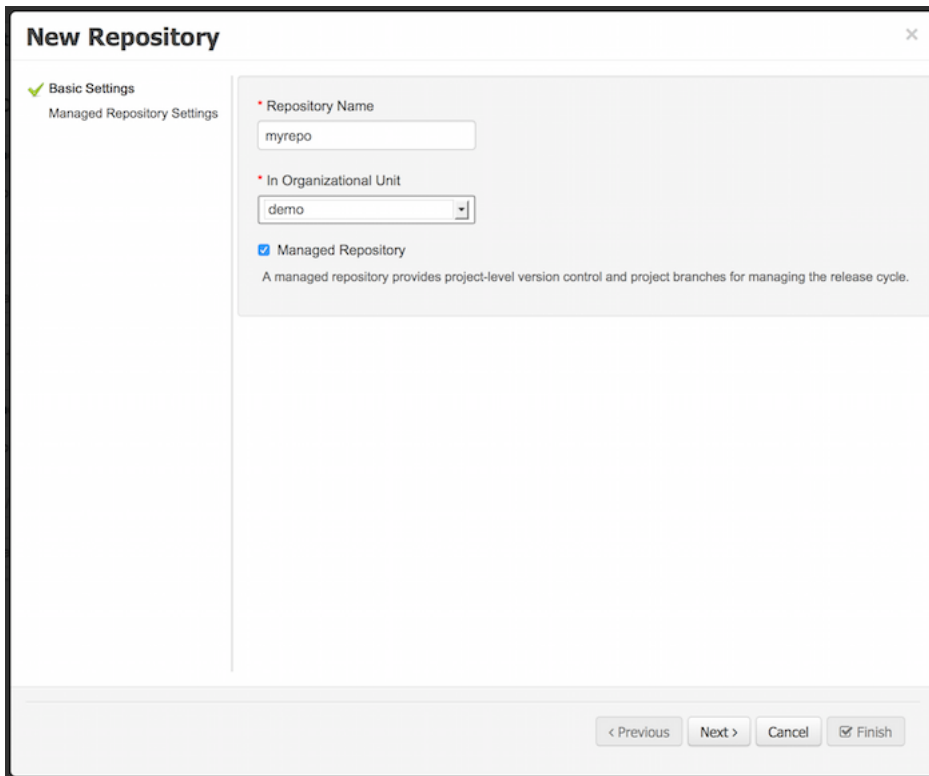 New Repository
×
Basic Settings
Managed Repository Settings
* Repository Name
myrepo
* In Organizational Unit
demo
Managed Repository
A managed repository provides project-level version control and project branches for managing the release cycle.
< Previous
Next >
Cancel
Finish